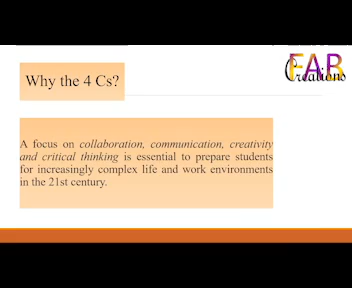 FAB
Creations
Why the 4 Cs?
A focus on collaboration, communication, creativity
and critical thinking is essential to prepare students
for increasingly complex life and work environments
in the 21st century.